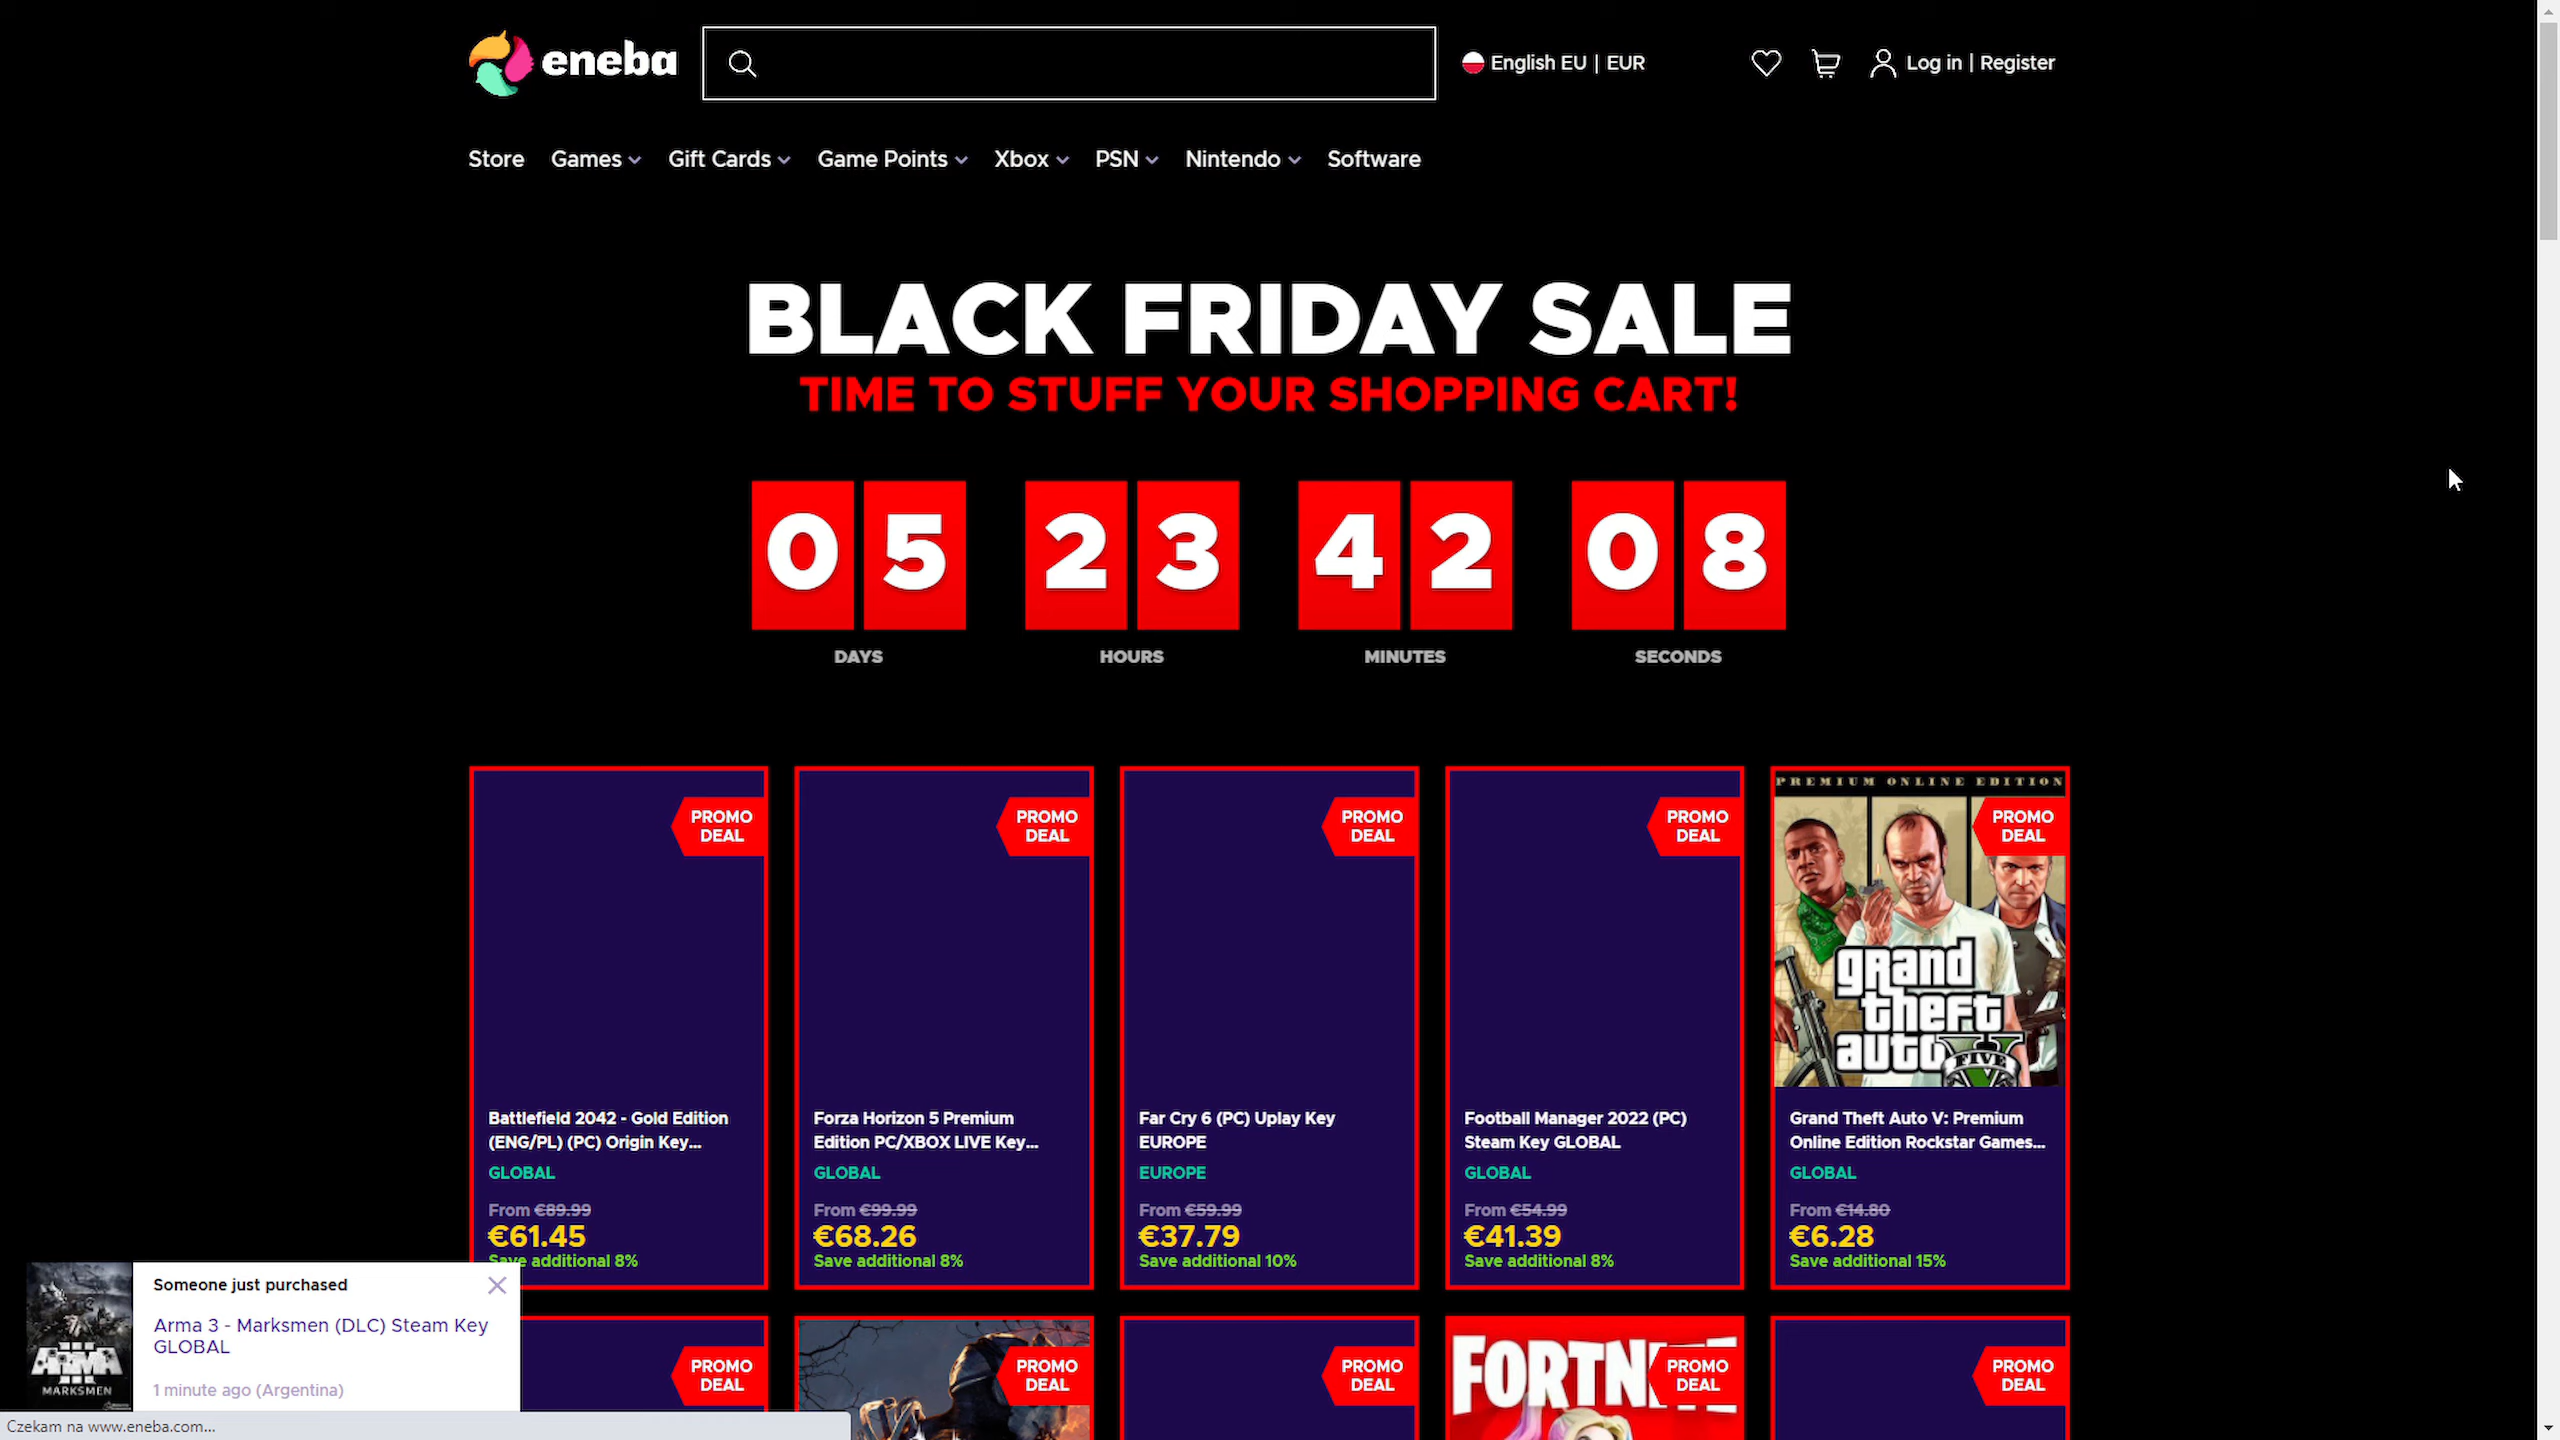 eneba
English EU | EUR
Log in | Register
Store
Games
Gift Cards
Game Points
Xbox
PSN
Nintendo
Software
BLACK FRIDAY SALE
TIME TO STUFF YOUR SHOPPING CART!
05
23
42
08
DAYS
HOURS
MINUTES
SECONDS
PROMO
DEAL
Battlefield 2042 - Gold Edition
(ENG/PL) (PC) Origin Key...
GLOBAL
From €89.99
€61.45
Save additional 8%
PROMO
DEAL
Forza Horizon 5 Premium
Edition PC/XBOX LIVE Key...
GLOBAL
From €99.99
€68.26
Save additional 8%
PROMO
DEAL
Far Cry 6 (PC) Uplay Key
EUROPE
EUROPE
From €59.99
€37.79
Save additional 10%
PROMO
DEAL
Football Manager 2022 (PC)
Steam Key GLOBAL
GLOBAL
From €54.99
€41.39
Save additional 8%
PREMIUM ONLINE EDITION
PROMO
DEAL
grand
theft
auto V
FIVE
Grand Theft Auto V: Premium
Online Edition Rockstar Games...
GLOBAL
From €14.80
€6.28
Save additional 15%
PROMO
DEAL
PROMO
DEAL
PROMO
DEAL
PROMO
DEAL
PROMO
DEAL
ARMA
III
MARKSMEN
Someone just purchased
Arma 3 - Marksmen (DLC) Steam Key
GLOBAL
1 minute ago (Argentina)
Czekam na www.eneba.com...